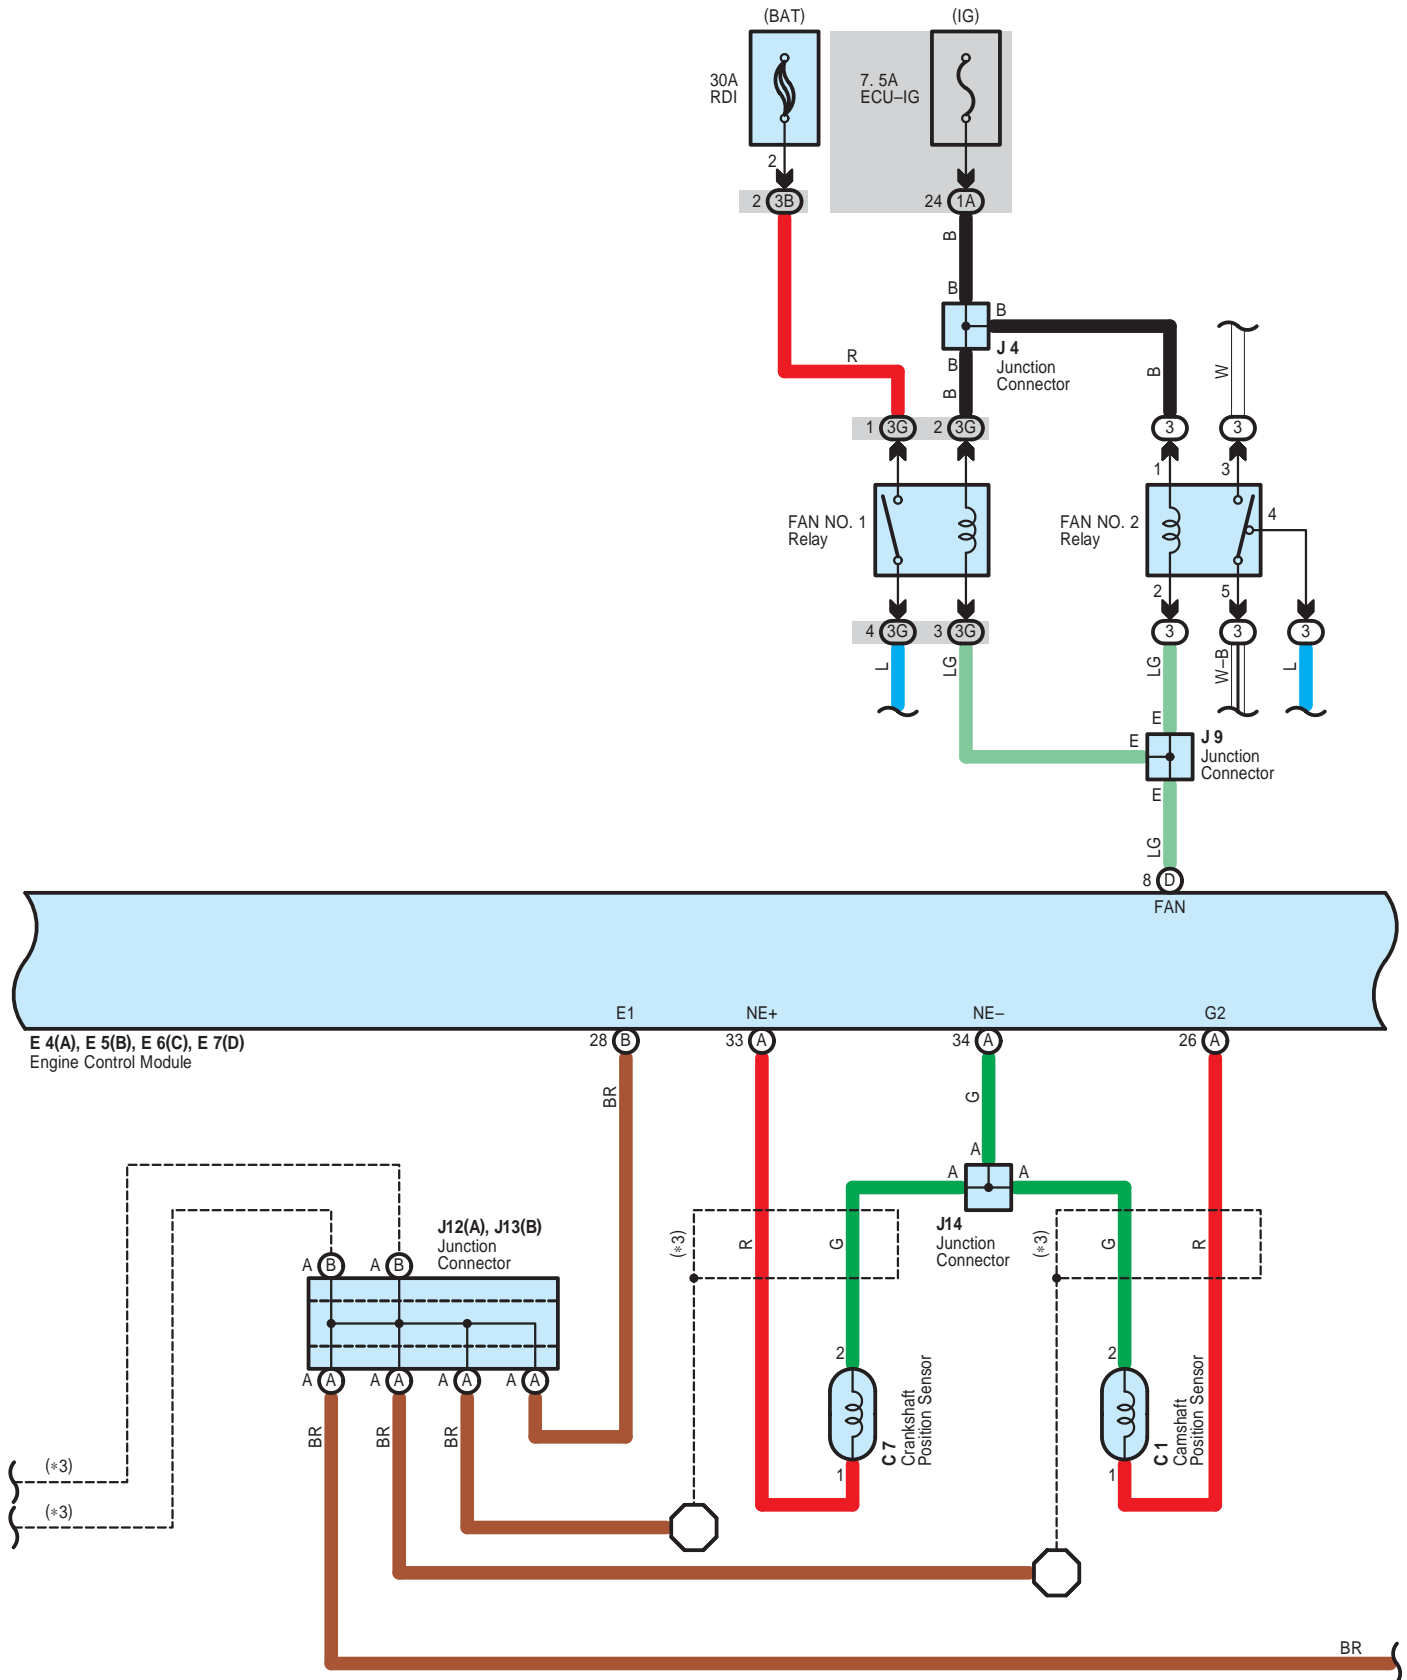 (BAT)
(IG)
30A
RDI
7. 5A
ECU–IG
2
2 3B
24 1A
B
B
B
J 4
Junction
Connector
R
B
B
B
W
1 3G
2 3G
3
3
1
3
FAN NO. 1
Relay
FAN NO. 2
Relay
4
2
5
4 3G
3 3G
3
3
3
L
LG
LG
W–B
L
E
E
J 9
Junction
Connector
E
LG
8 D
FAN
E1
NE+
NE–
G2
E 4(A), E 5(B), E 6(C), E 7(D)
Engine Control Module
28 B
33 A
34 A
26 A
BR
G
A
A
A
J12(A), J13(B)
Junction
Connector
J14
Junction
Connector
(*3)
R
G
(*3)
G
R
A B
A B
2
2
A A
A A
A A
A A
C 7
Crankshaft
Position Sensor
C 1
Camshaft
Position Sensor
BR
BR
BR
1
1
(*3)
(*3)
BR